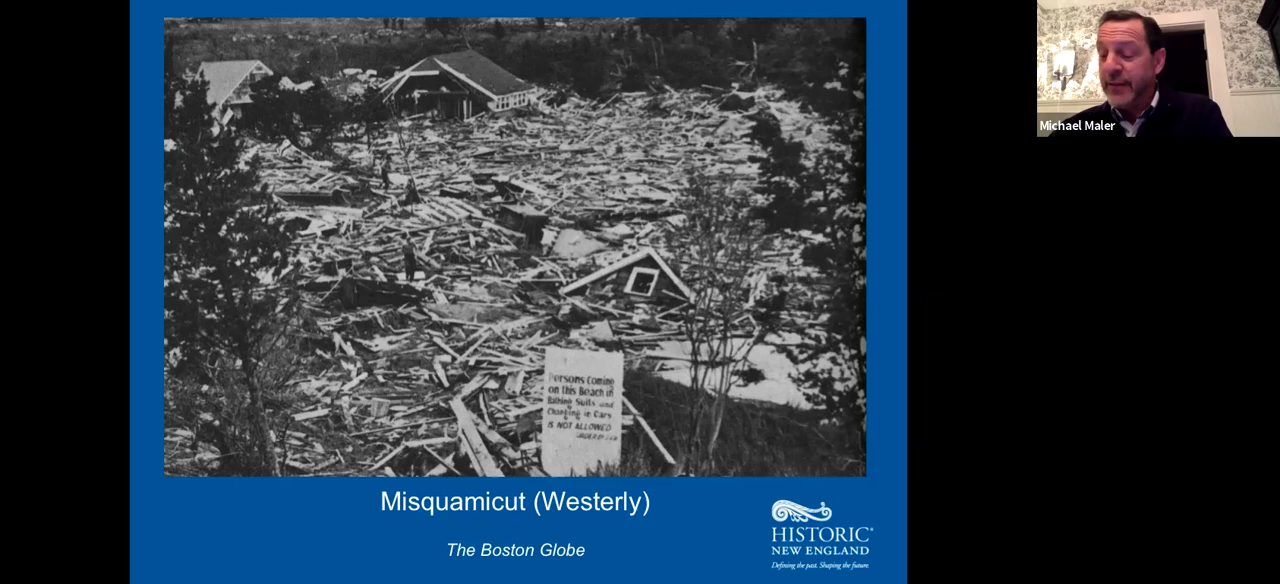 Michael Maler
Persons Coming
on this Beach in
Bathing Suits and
Changing in Cars
IS NOT ALLOWED
Misquamicut (Westerly)
The Boston Globe
HISTORIC®
NEW ENGLAND
Defining the past. Shaping the future.